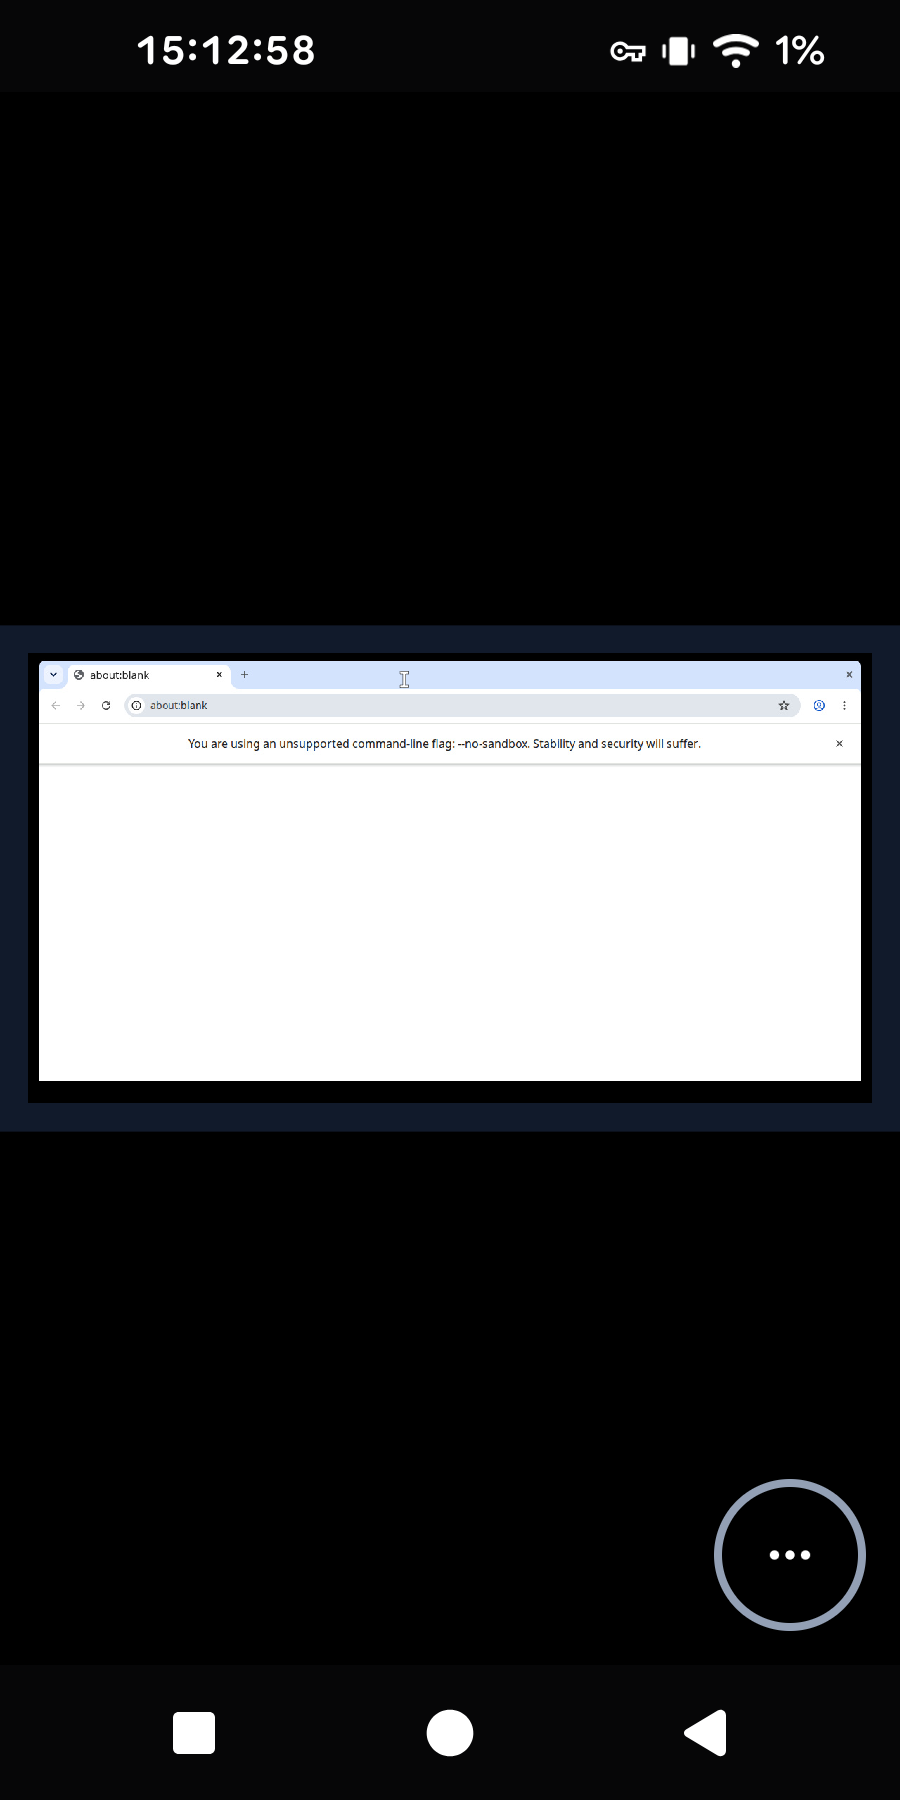 15:12:58 1%
about:blank
about:blank
You are using an unsupported command-line flag: --no-sandbox. Stability and security will suffer.